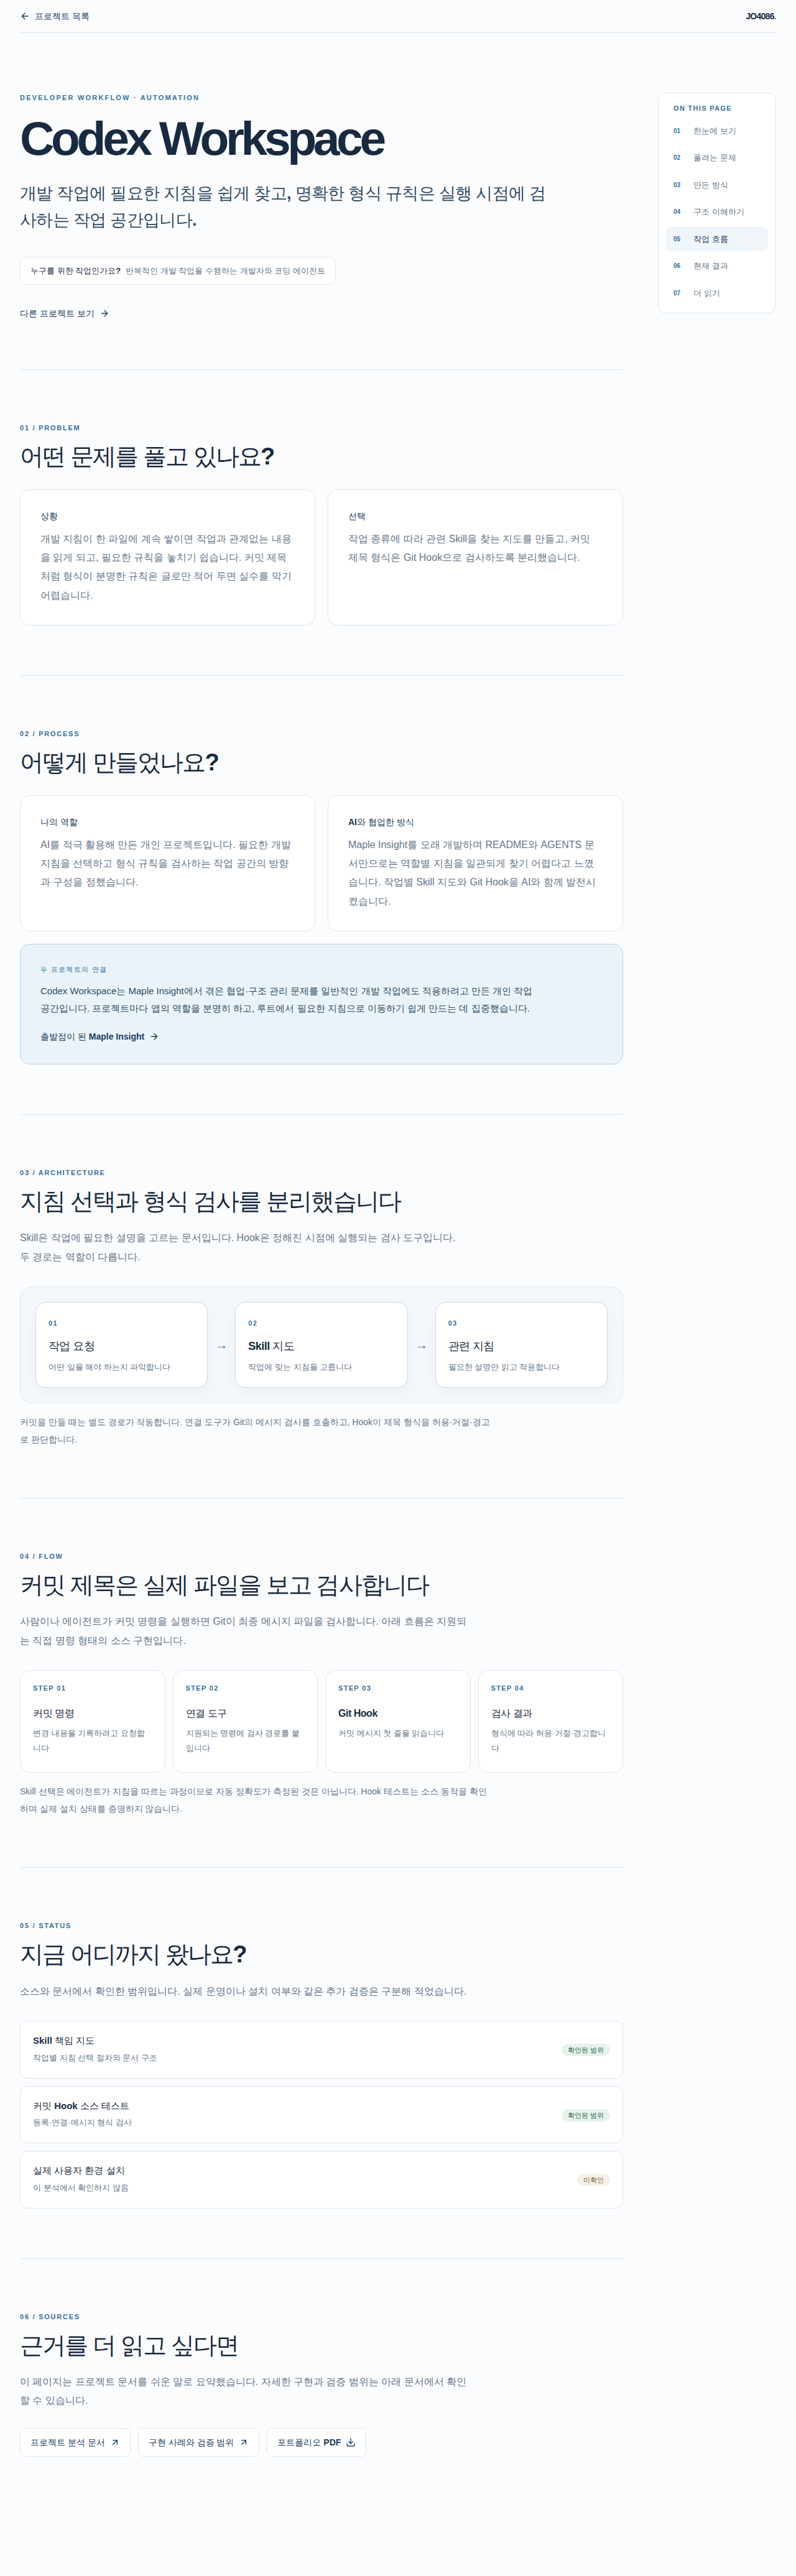 프로젝트 목록
JO4086.
DEVELOPER WORKFLOW · AUTOMATION
Codex Workspace
개발 작업에 필요한 지침을 쉽게 찾고, 명확한 형식 규칙은 실행 시점에 검
사하는 작업 공간입니다.
누구를 위한 작업인가요? 반복적인 개발 작업을 수행하는 개발자와 코딩 에이전트
다른 프로젝트 보기
ON THIS PAGE
01 한눈에 보기
02 풀려는 문제
03 만든 방식
04 구조 이해하기
05 작업 흐름
06 현재 결과
07 더 읽기
01 / PROBLEM
어떤 문제를 풀고 있나요?
상황
개발 지침이 한 파일에 계속 쌓이면 작업과 관계없는 내용
을 읽게 되고, 필요한 규칙을 놓치기 쉽습니다. 커밋 제목
처럼 형식이 분명한 규칙은 글로만 적어 두면 실수를 막기
어렵습니다.
선택
작업 종류에 따라 관련 Skill을 찾는 지도를 만들고, 커밋
제목 형식은 Git Hook으로 검사하도록 분리했습니다.
02 / PROCESS
어떻게 만들었나요?
나의 역할
AI를 적극 활용해 만든 개인 프로젝트입니다. 필요한 개발
지침을 선택하고 형식 규칙을 검사하는 작업 공간의 방향
과 구성을 정했습니다.
AI와 협업한 방식
Maple Insight를 오래 개발하며 README와 AGENTS 문
서만으로는 역할별 지침을 일관되게 찾기 어렵다고 느꼈
습니다. 작업별 Skill 지도와 Git Hook을 AI와 함께 발전시
켰습니다.
두 프로젝트의 연결
Codex Workspace는 Maple Insight에서 겪은 협업·구조 관리 문제를 일반적인 개발 작업에도 적용하려고 만든 개인 작업
공간입니다. 프로젝트마다 앱의 역할을 분명히 하고, 루트에서 필요한 지침으로 이동하기 쉽게 만드는 데 집중했습니다.
출발점이 된 Maple Insight
03 / ARCHITECTURE
지침 선택과 형식 검사를 분리했습니다
Skill은 작업에 필요한 설명을 고르는 문서입니다. Hook은 정해진 시점에 실행되는 검사 도구입니다.
두 경로는 역할이 다릅니다.
01
작업 요청
어떤 일을 해야 하는지 파악합니다
→
02
Skill 지도
작업에 맞는 지침을 고릅니다
→
03
관련 지침
필요한 설명만 읽고 적용합니다
커밋을 만들 때는 별도 경로가 작동합니다. 연결 도구가 Git의 메시지 검사를 호출하고, Hook이 제목 형식을 허용·거절·경고
로 판단합니다.
04 / FLOW
커밋 제목은 실제 파일을 보고 검사합니다
사람이나 에이전트가 커밋 명령을 실행하면 Git이 최종 메시지 파일을 검사합니다. 아래 흐름은 지원되
는 직접 명령 형태의 소스 구현입니다.
STEP 01
커밋 명령
변경 내용을 기록하려고 요청합
니다
STEP 02
연결 도구
지원되는 명령에 검사 경로를 붙
입니다
STEP 03
Git Hook
커밋 메시지 첫 줄을 읽습니다
STEP 04
검사 결과
형식에 따라 허용·거절·경고합니
다
Skill 선택은 에이전트가 지침을 따르는 과정이므로 자동 정확도가 측정된 것은 아닙니다. Hook 테스트는 소스 동작을 확인
하며 실제 설치 상태를 증명하지 않습니다.
05 / STATUS
지금 어디까지 왔나요?
소스와 문서에서 확인한 범위입니다. 실제 운영이나 설치 여부와 같은 추가 검증은 구분해 적었습니다.
Skill 책임 지도
작업별 지침 선택 절차와 문서 구조
확인된 범위
커밋 Hook 소스 테스트
등록·연결·메시지 형식 검사
확인된 범위
실제 사용자 환경 설치
이 분석에서 확인하지 않음
미확인
06 / SOURCES
근거를 더 읽고 싶다면
이 페이지는 프로젝트 문서를 쉬운 말로 요약했습니다. 자세한 구현과 검증 범위는 아래 문서에서 확인
할 수 있습니다.
프로젝트 분석 문서
구현 사례와 검증 범위
포트폴리오 PDF